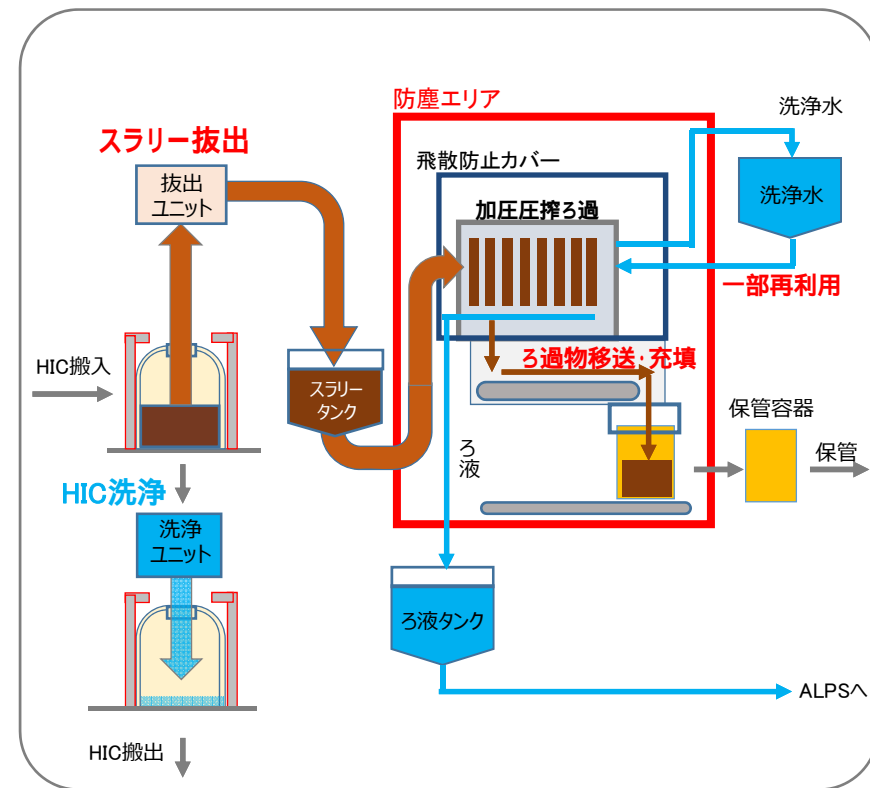 防塵エリア
洗浄水
スラリー抜出
飛散防止カバー
抜出
ユニット
洗浄水
加圧圧搾ろ過
一部再利用
HIC搬入
ろ過物移送・充填
スラリー
タンク
保管容器
ろ
液
保管
HIC洗浄
洗浄
ユニット
ろ液タンク
ALPSへ
HIC搬出